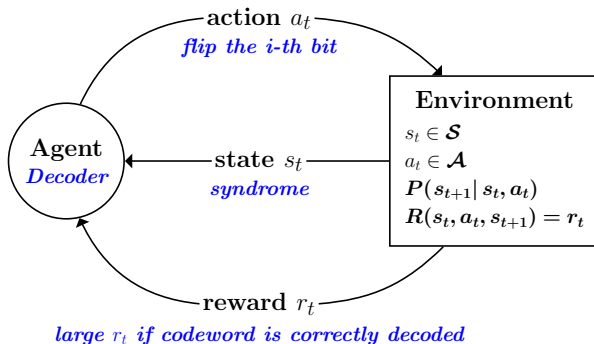 action a_t
flip the i-th bit
Agent
Decoder
state s_t
syndrome
Environment
s_t ∈ 𝓢
a_t ∈ 𝓐
P(s_{t+1}| s_t, a_t)
R(s_t, a_t, s_{t+1}) = r_t
reward r_t
large r_t if codeword is correctly decoded